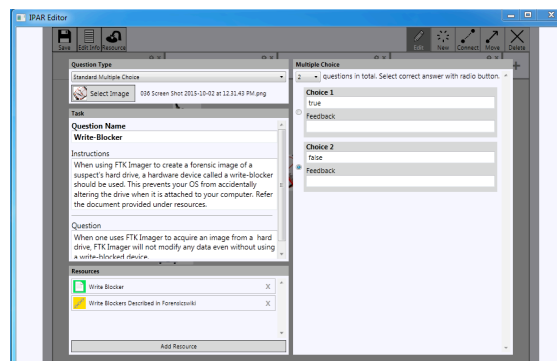 IPAR Editor
Save Edit Info Resource
Edit New Connect Move Delete
Question Type
Standard Multiple Choice
Select Image 036 Screen Shot 2015-10-02 at 12.31.43 PM.png
Task
Question Name
Write-Blocker
Instructions
When using FTK Imager to create a forensic image of a
suspect's hard drive, a hardware device called a write-blocker
should be used. This prevents your OS from accidentally
altering the drive when it is attached to your computer. Refer
the document provided under resources.
Question
When one uses FTK Imager to acquire an image from a hard
drive, FTK Imager will not modify any data even without using
a write-blocked device.
Resources
Write Blocker X
Write Blockers Described in Forensicswiki X
Add Resource
Multiple Choice
2 questions in total. Select correct answer with radio button.
Choice 1
true
Feedback
Choice 2
false
Feedback